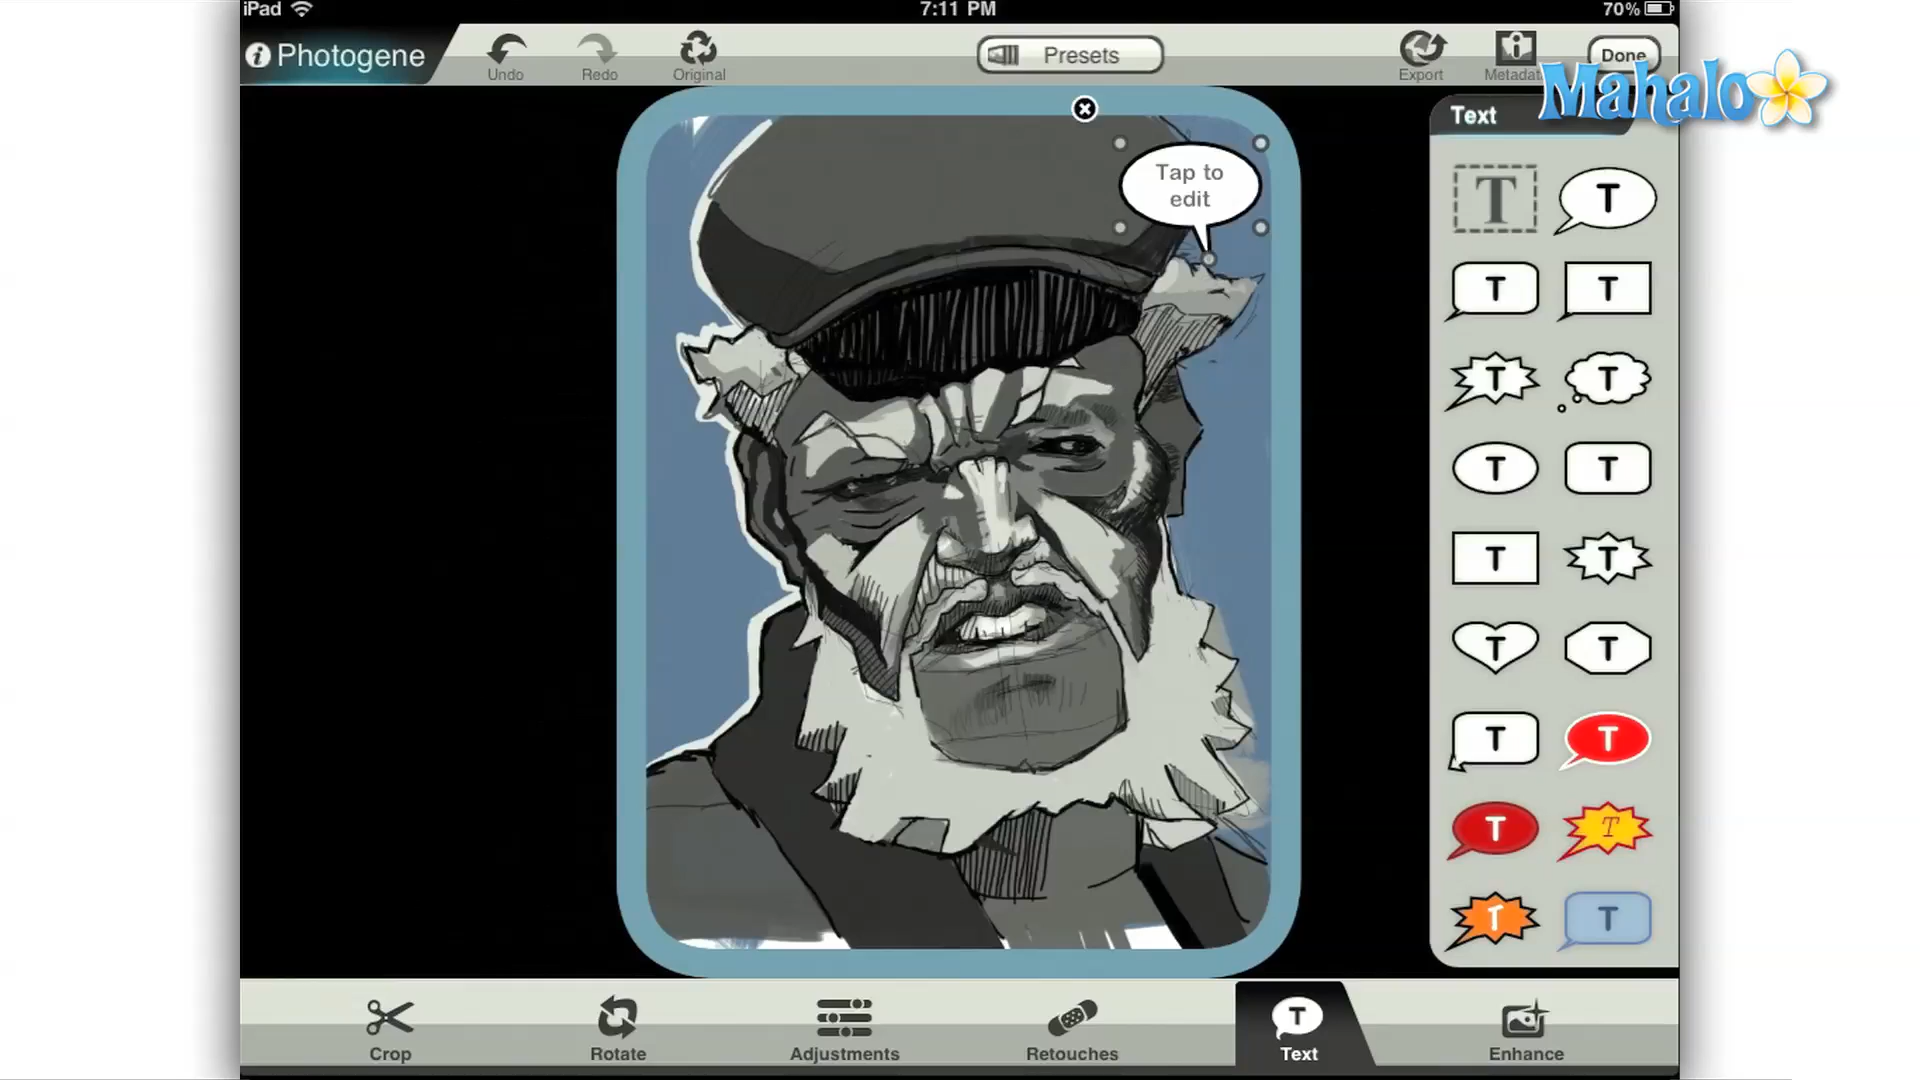 iPad
7:11 PM
70%
Photogene
Undo
Redo
Original
Presets
Export
Metadat
Done
Mahalo
Text
Tap to
edit
T T
T T
T T
T T
T T
T T
T T
T T
T T
Crop
Rotate
Adjustments
Retouches
T
Text
Enhance